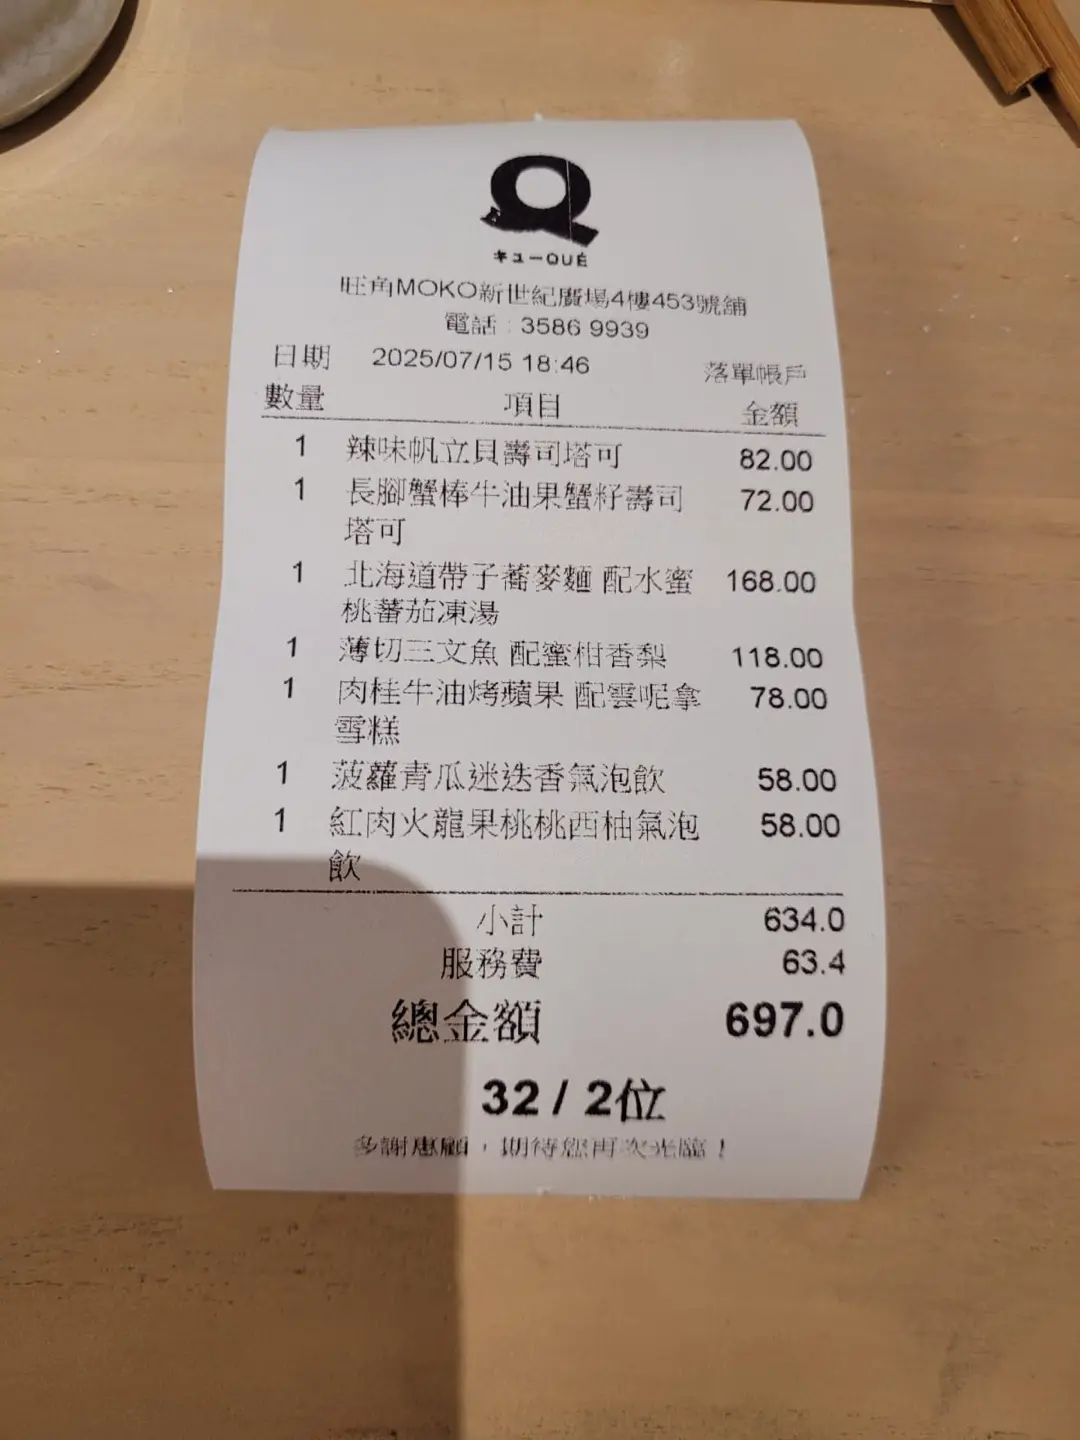 Q
キューQUÉ
旺角MOKO新世紀廣場4樓453號舖
電話 : 3586 9939
日期 2025/07/15 18:46 落單帳戶
數量 項目 金額
1 辣味帆立貝壽司塔可 82.00
1 長腳蟹棒牛油果蟹籽壽司 72.00
塔可
1 北海道帶子蕎麥麵 配水蜜 168.00
桃蕃茄凍湯
1 薄切三文魚 配蜜柑香梨 118.00
1 肉桂牛油烤蘋果 配雲呢拿 78.00
雪糕
1 菠蘿青瓜迷迭香氣泡飲 58.00
1 紅肉火龍果桃桃西柚氣泡 58.00
飲
小計 634.0
服務費 63.4
總金額 697.0
32 / 2位
多謝惠顧，期待您再次光臨！